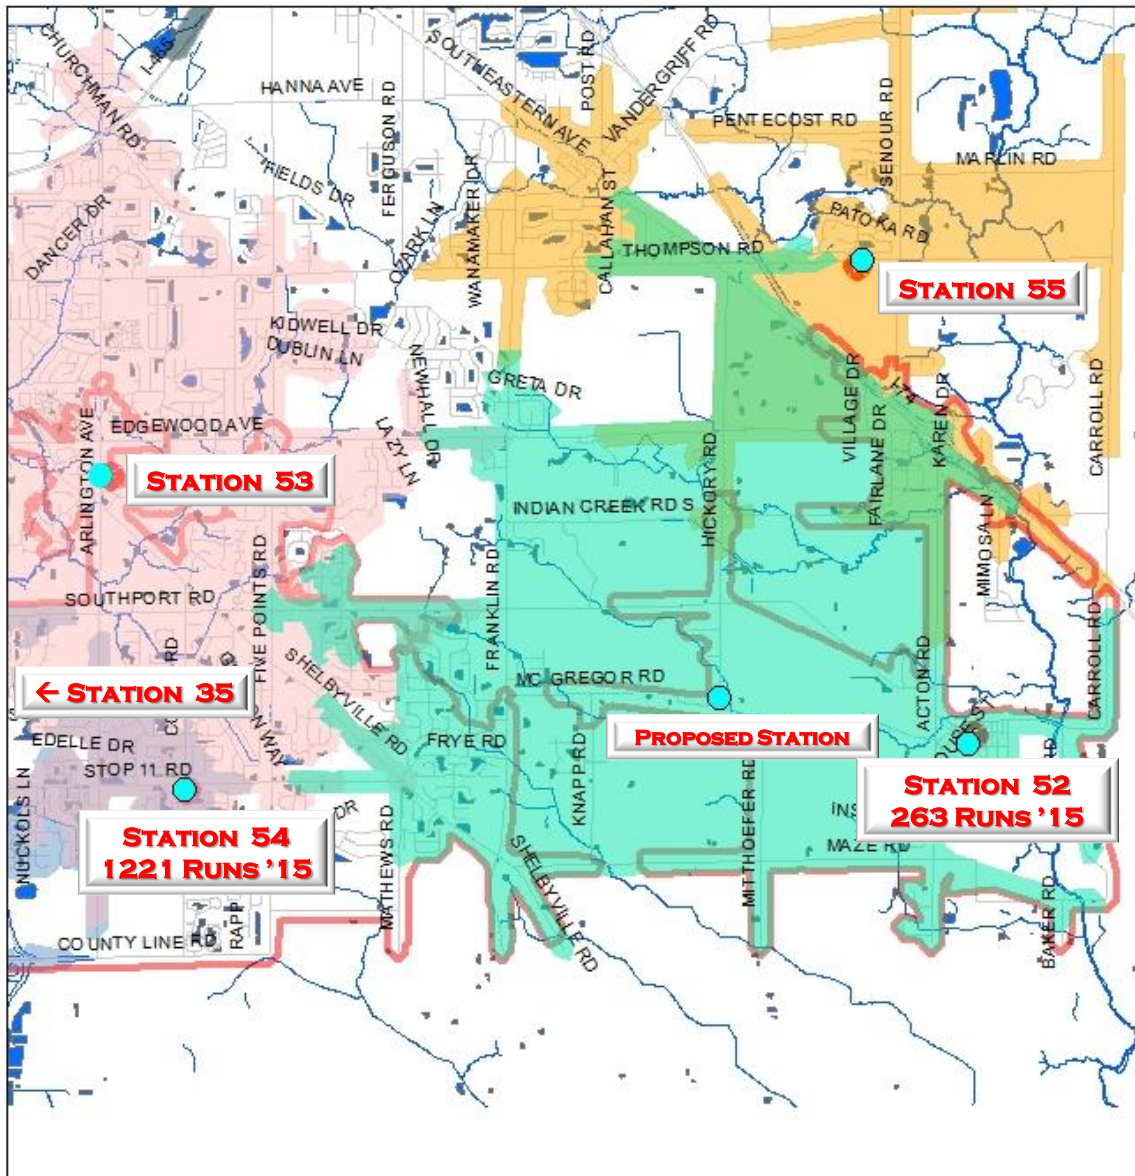 CHURCHMAN RD
I-465
HANNA AVE
FERGUSON RD
SOUTHEASTERN AVE
POST RD
VANDERGRIFF RD
PENTECOST RD
SENOUR RD
MARLIN RD
FIELDS DR
DANCER DR
OZARK LN
WANAMAKER DR
CALLAHAN ST
THOMPSON RD
PATOKA RD
STATION 55
KIDWELL DR
DUBLIN LN
NEWHALL DR
GRETA DR
VILLAGE DR
I-74
KAREN DR
CARROLL RD
EDGEWOOD AVE
ARLINGTON AVE
LAZY LN
HICKORY RD
FAIRLANE DR
STATION 53
INDIAN CREEK RD S
MIMOSA LN
SOUTHPORT RD
FIVE POINTS RD
FRANKLIN RD
CARROLL RD
← STATION 35
SHELBYVILLE RD
MC GREGOR RD
ACTON RD
EDELLE DR
STOP 11 RD
FRYE RD
KNAPP RD
PROPOSED STATION
MITTHOEFER RD
NUCKOLS LN
STATION 54
1221 RUNS '15
DR
MATHEWS RD
SHELBYVILLE RD
STATION 52
263 RUNS '15
INS
MAZE RD
RD
COUNTY LINE RD
RAPP
BAKER RD